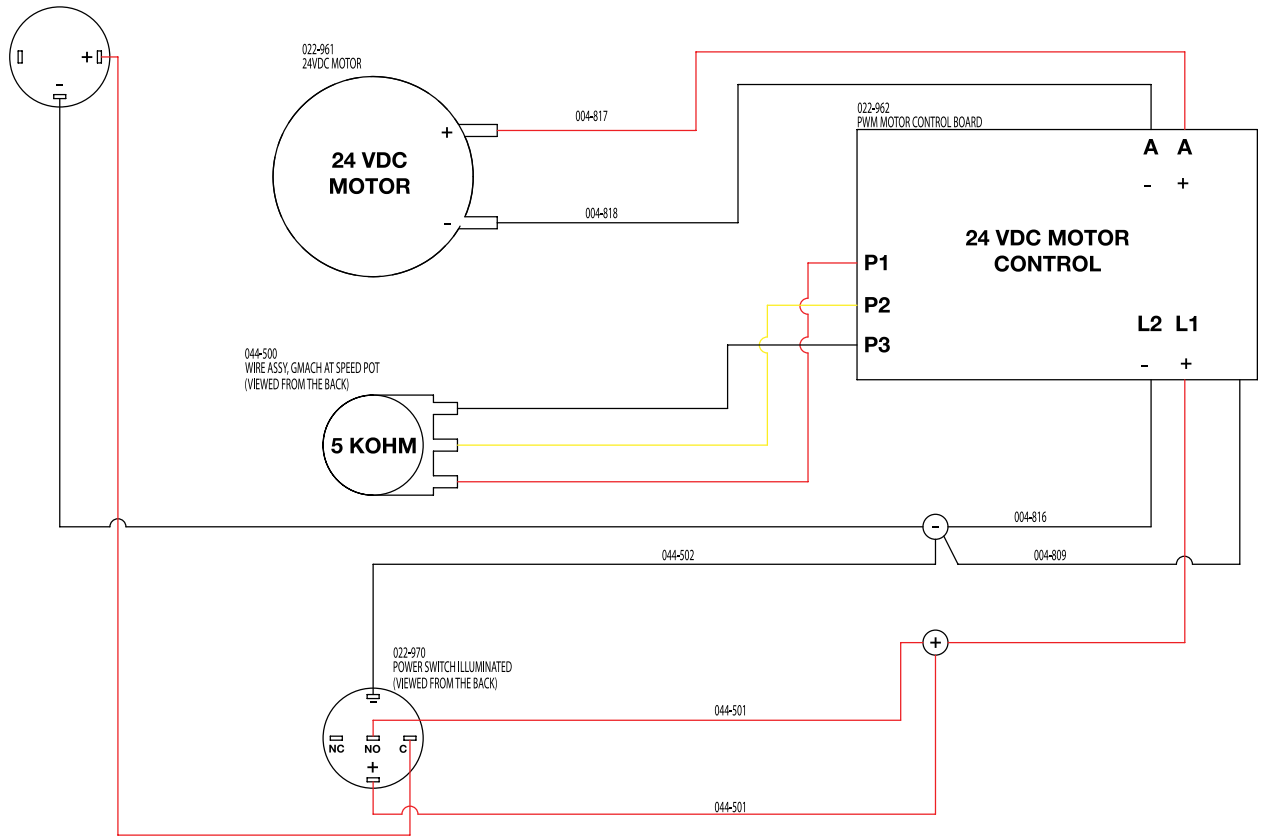 +
-
022-961
24VDC MOTOR
+
24 VDC
MOTOR
-
004-817
004-818
022-962
PWM MOTOR CONTROL BOARD
A A
- +
24 VDC MOTOR
CONTROL
P1
P2
P3
L2 L1
- +
044-500
WIRE ASSY, GMACH AT SPEED POT
(VIEWED FROM THE BACK)
5 KOHM
-
004-816
044-502
004-809
+
022-970
POWER SWITCH ILLUMINATED
(VIEWED FROM THE BACK)
-
NC NO C
+
044-501
044-501